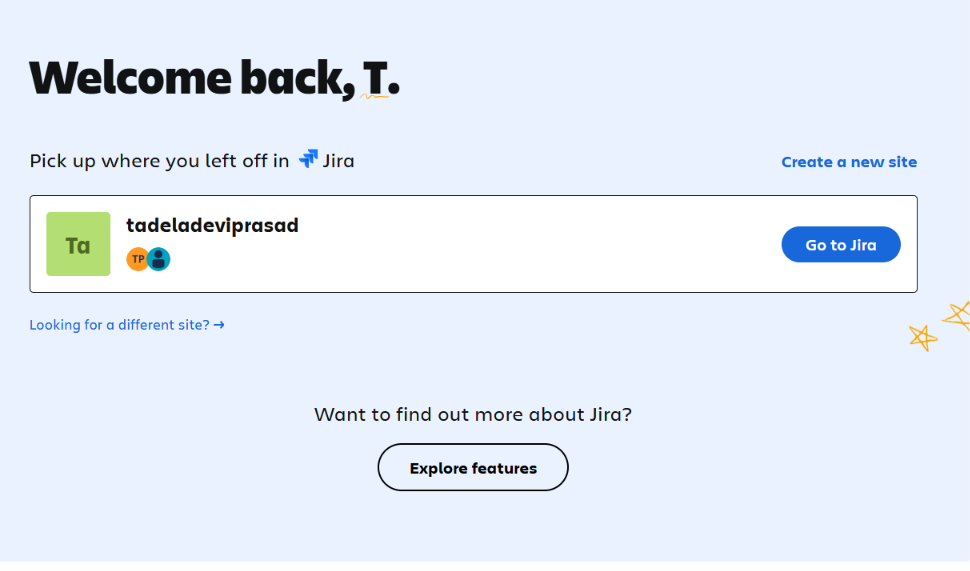 Welcome back, T.
Pick up where you left off in Jira
Create a new site
Ta
tadeladeviprasad
TP
Go to Jira
Looking for a different site? →
Want to find out more about Jira?
Explore features